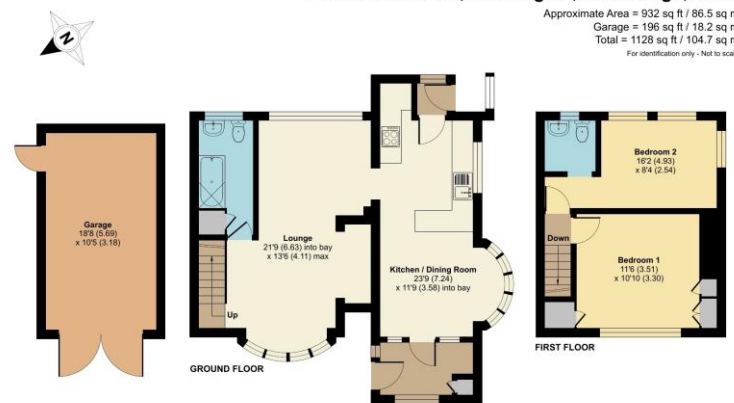 Approximate Area = 932 sq ft / 86.5 sq m
Garage = 196 sq ft / 18.2 sq m
Total = 1128 sq ft / 104.7 sq m
For identification only - Not to scale
N
Garage
18'8 (5.69)
x 10'5 (3.18)
Lounge
21'9 (6.63) into bay
x 13'6 (4.11) max
Up
Kitchen / Dining Room
23'9 (7.24)
x 11'9 (3.58) into bay
GROUND FLOOR
Bedroom 2
16'2 (4.93)
x 8'4 (2.54)
Down
Bedroom 1
11'6 (3.51)
x 10'10 (3.30)
FIRST FLOOR